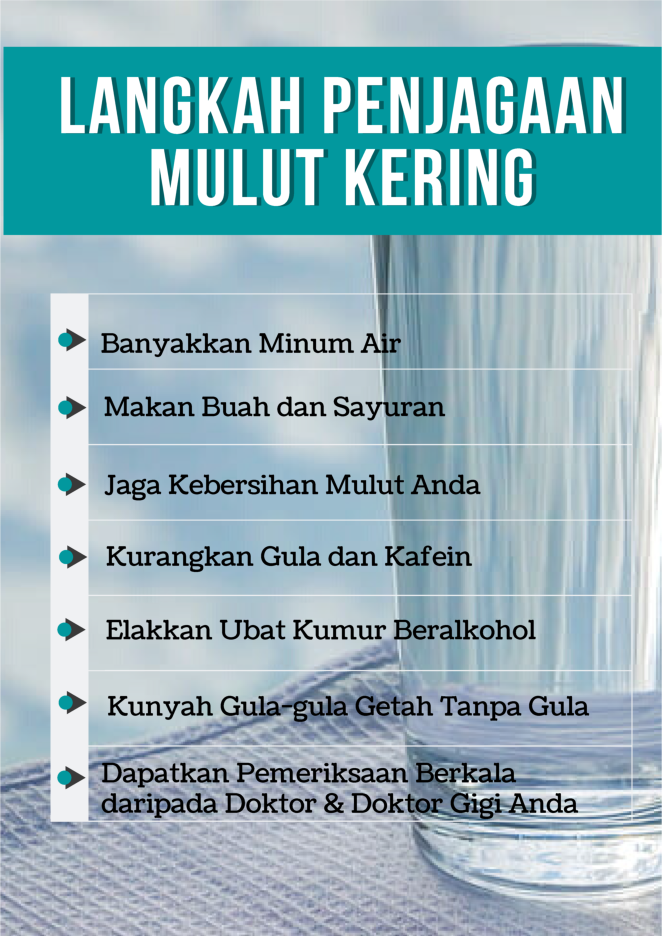 LANGKAH PENJAGAAN
MULUT KERING
Banyakkan Minum Air
Makan Buah dan Sayuran
Jaga Kebersihan Mulut Anda
Kurangkan Gula dan Kafein
Elakkan Ubat Kumur Beralkohol
Kunyah Gula-gula Getah Tanpa Gula
Dapatkan Pemeriksaan Berkala
daripada Doktor & Doktor Gigi Anda